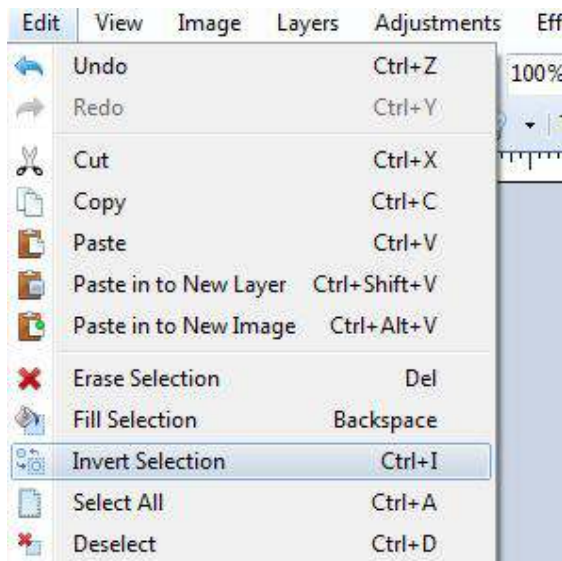 Edit View Image Layers Adjustments Eff
Undo Ctrl+Z
100%
Redo Ctrl+Y
Cut Ctrl+X
Copy Ctrl+C
Paste Ctrl+V
Paste in to New Layer Ctrl+Shift+V
Paste in to New Image Ctrl+Alt+V
Erase Selection Del
Fill Selection Backspace
Invert Selection Ctrl+I
Select All Ctrl+A
Deselect Ctrl+D